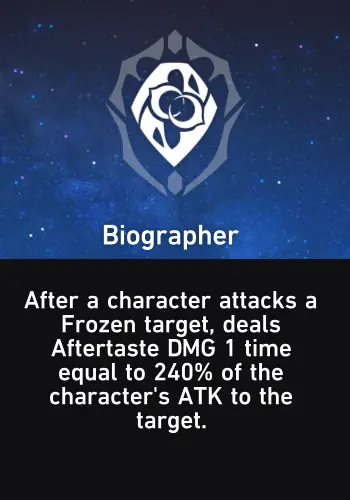 Biographer
After a character attacks a
Frozen target, deals
Aftertaste DMG 1 time
equal to 240% of the
character's ATK to the
target.